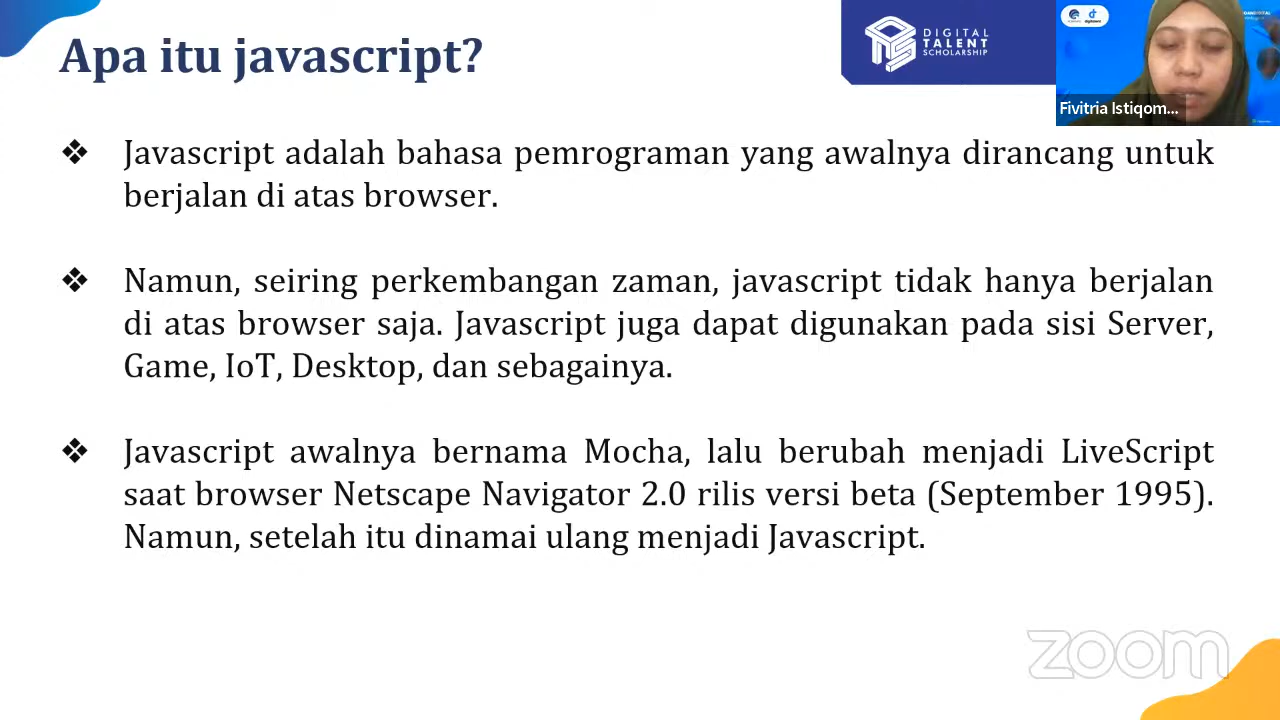 Apa itu javascript?
DIGITAL
TALENT
SCHOLARSHIP
Fivitria Istiqom...
❖ Javascript adalah bahasa pemrograman yang awalnya dirancang untuk
berjalan di atas browser.
❖ Namun, seiring perkembangan zaman, javascript tidak hanya berjalan
di atas browser saja. Javascript juga dapat digunakan pada sisi Server,
Game, IoT, Desktop, dan sebagainya.
❖ Javascript awalnya bernama Mocha, lalu berubah menjadi LiveScript
saat browser Netscape Navigator 2.0 rilis versi beta (September 1995).
Namun, setelah itu dinamai ulang menjadi Javascript.
zoom